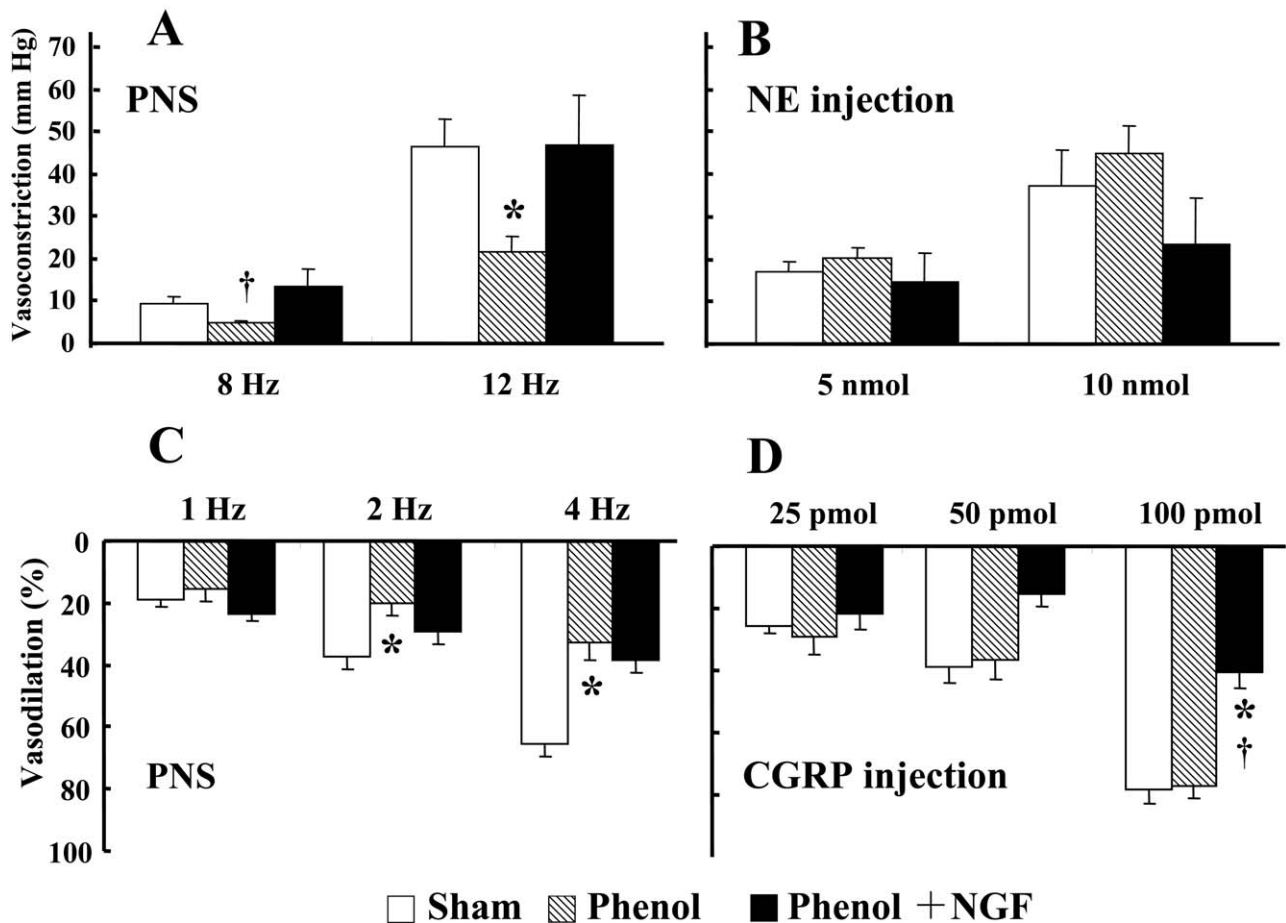 A
B
Vasoconstriction (mm Hg)
70
60
50
40
30
20
10
0
PNS
NE injection
†
*
8 Hz
12 Hz
5 nmol
10 nmol
C
D
1 Hz
2 Hz
4 Hz
25 pmol
50 pmol
100 pmol
Vasodilation (%)
0
20
40
60
80
100
*
*
*
†
PNS
CGRP injection
Sham
Phenol
Phenol + NGF